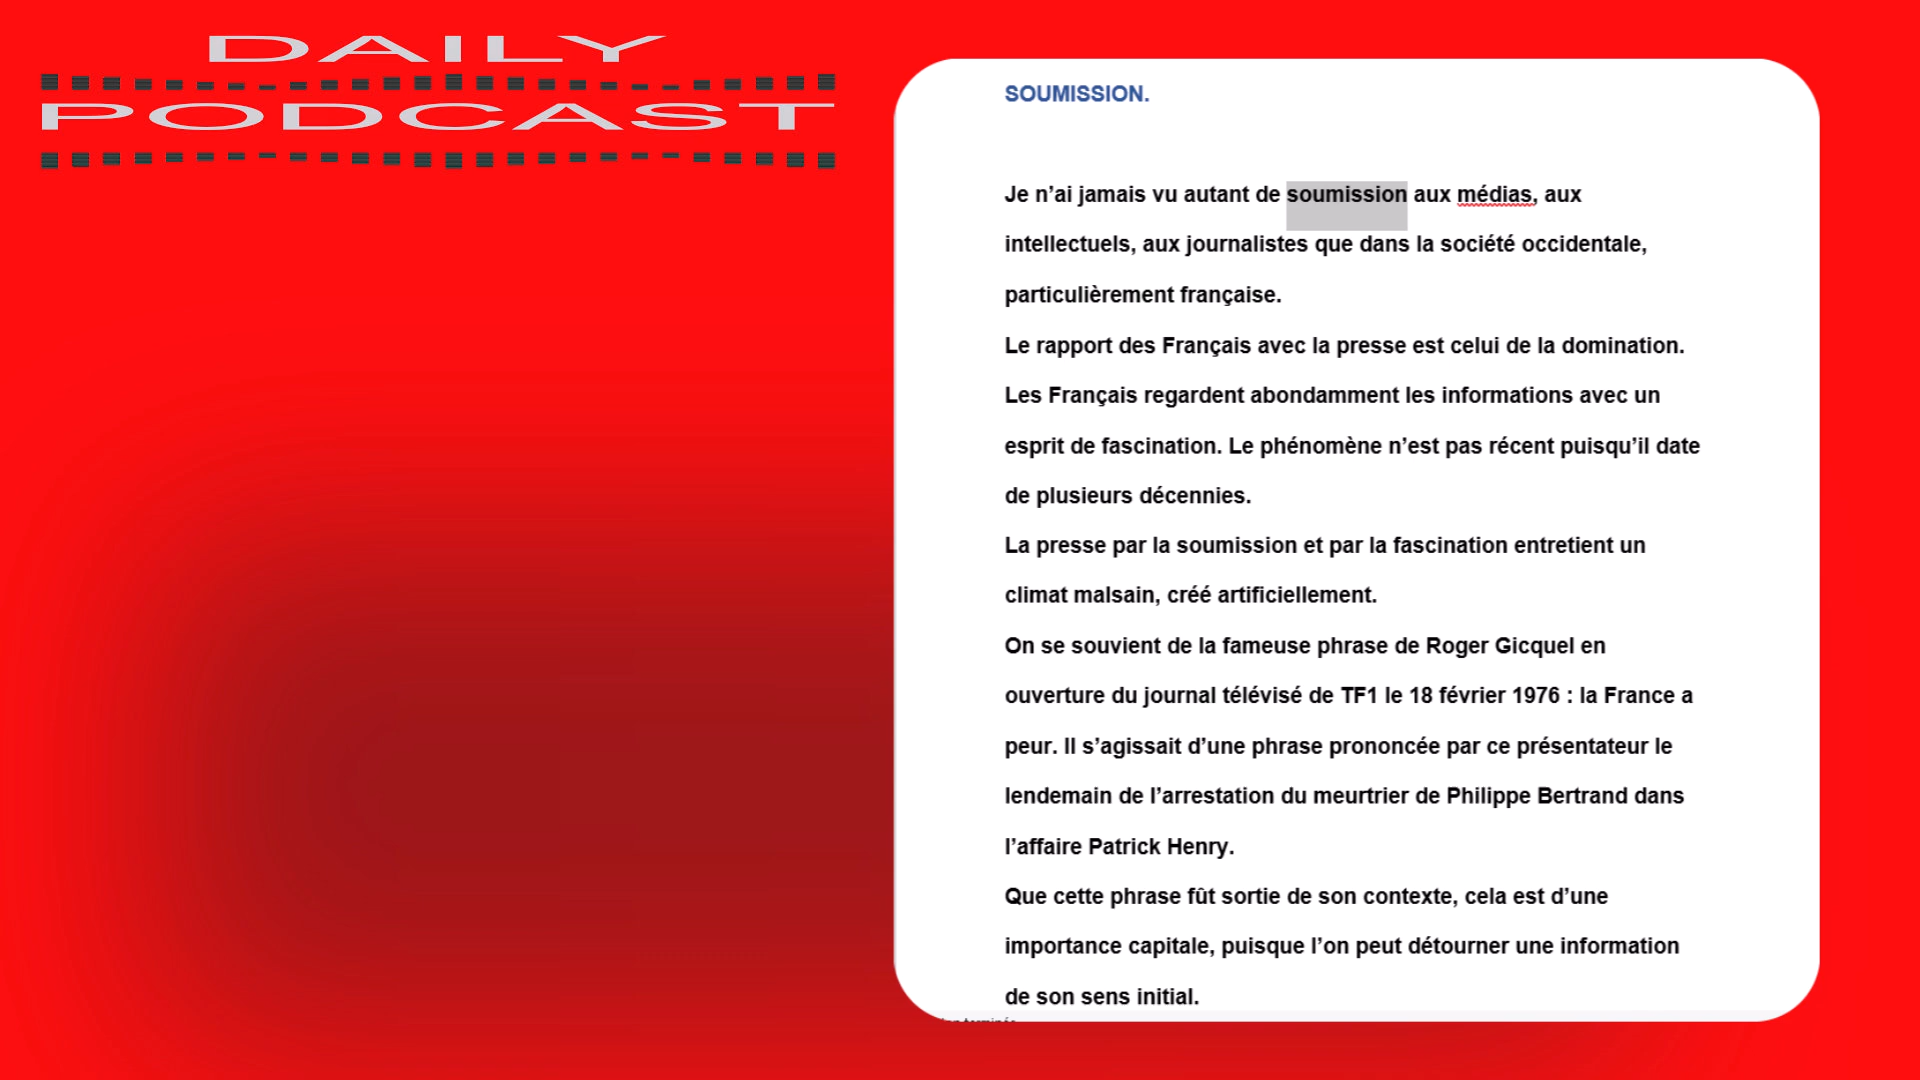 DAILY
PODCAST
SOUMISSION.
Je n’ai jamais vu autant de soumission aux médias, aux
intellectuels, aux journalistes que dans la société occidentale,
particulièrement française.
Le rapport des Français avec la presse est celui de la domination.
Les Français regardent abondamment les informations avec un
esprit de fascination. Le phénomène n’est pas récent puisqu’il date
de plusieurs décennies.
La presse par la soumission et par la fascination entretient un
climat malsain, créé artificiellement.
On se souvient de la fameuse phrase de Roger Gicquel en
ouverture du journal télévisé de TF1 le 18 février 1976 : la France a
peur. Il s’agissait d’une phrase prononcée par ce présentateur le
lendemain de l’arrestation du meurtrier de Philippe Bertrand dans
l’affaire Patrick Henry.
Que cette phrase fût sortie de son contexte, cela est d’une
importance capitale, puisque l’on peut détourner une information
de son sens initial.